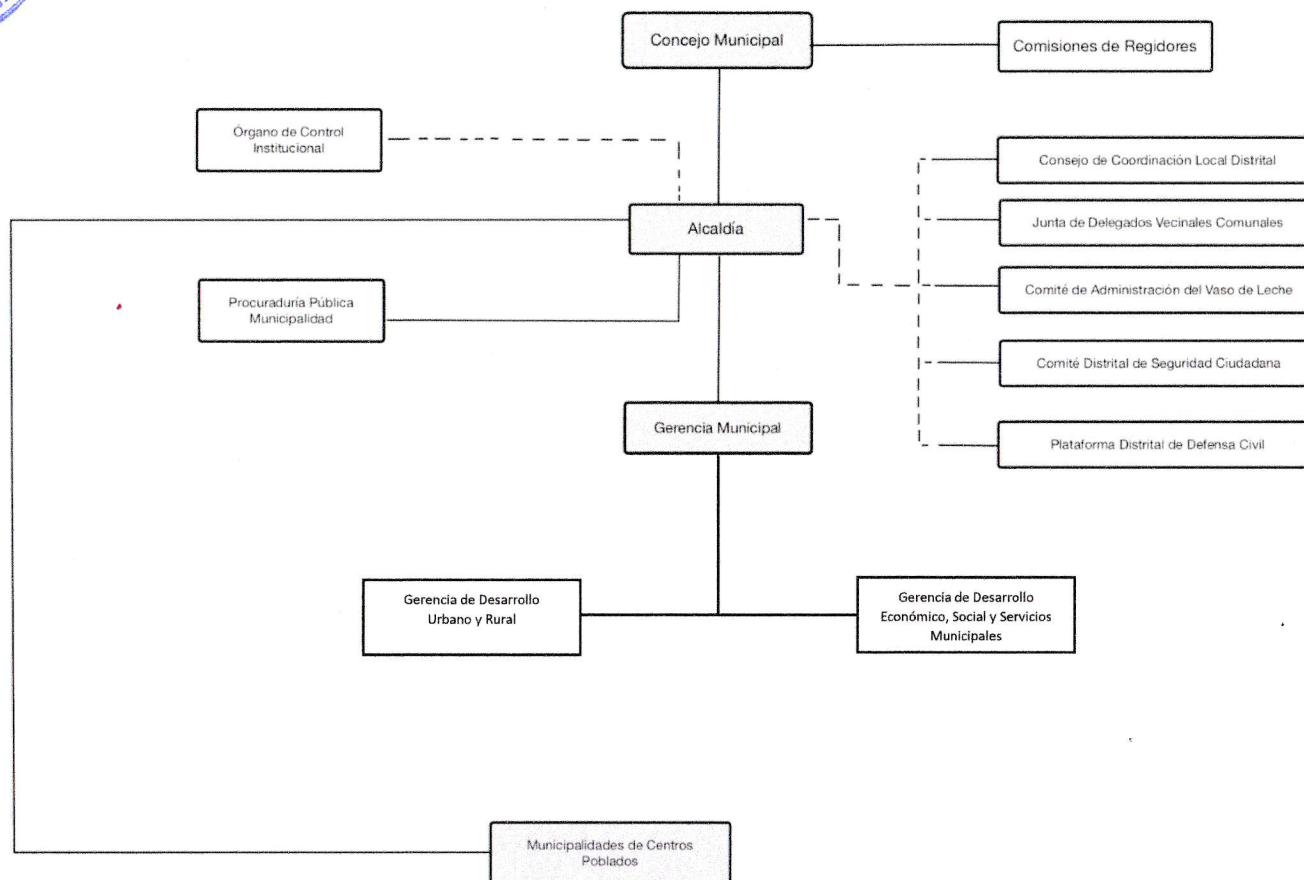 Concejo Municipal
Comisiones de Regidores
Órgano de Control
Institucional
Consejo de Coordinación Local Distrital
Alcaldía
Junta de Delegados Vecinales Comunales
Procuraduría Pública
Municipalidad
Comité de Administración del Vaso de Leche
Comité Distrital de Seguridad Ciudadana
Gerencia Municipal
Plataforma Distrital de Defensa Civil
Gerencia de Desarrollo
Urbano y Rural
Gerencia de Desarrollo
Económico, Social y Servicios
Municipales
Municipalidades de Centros
Poblados